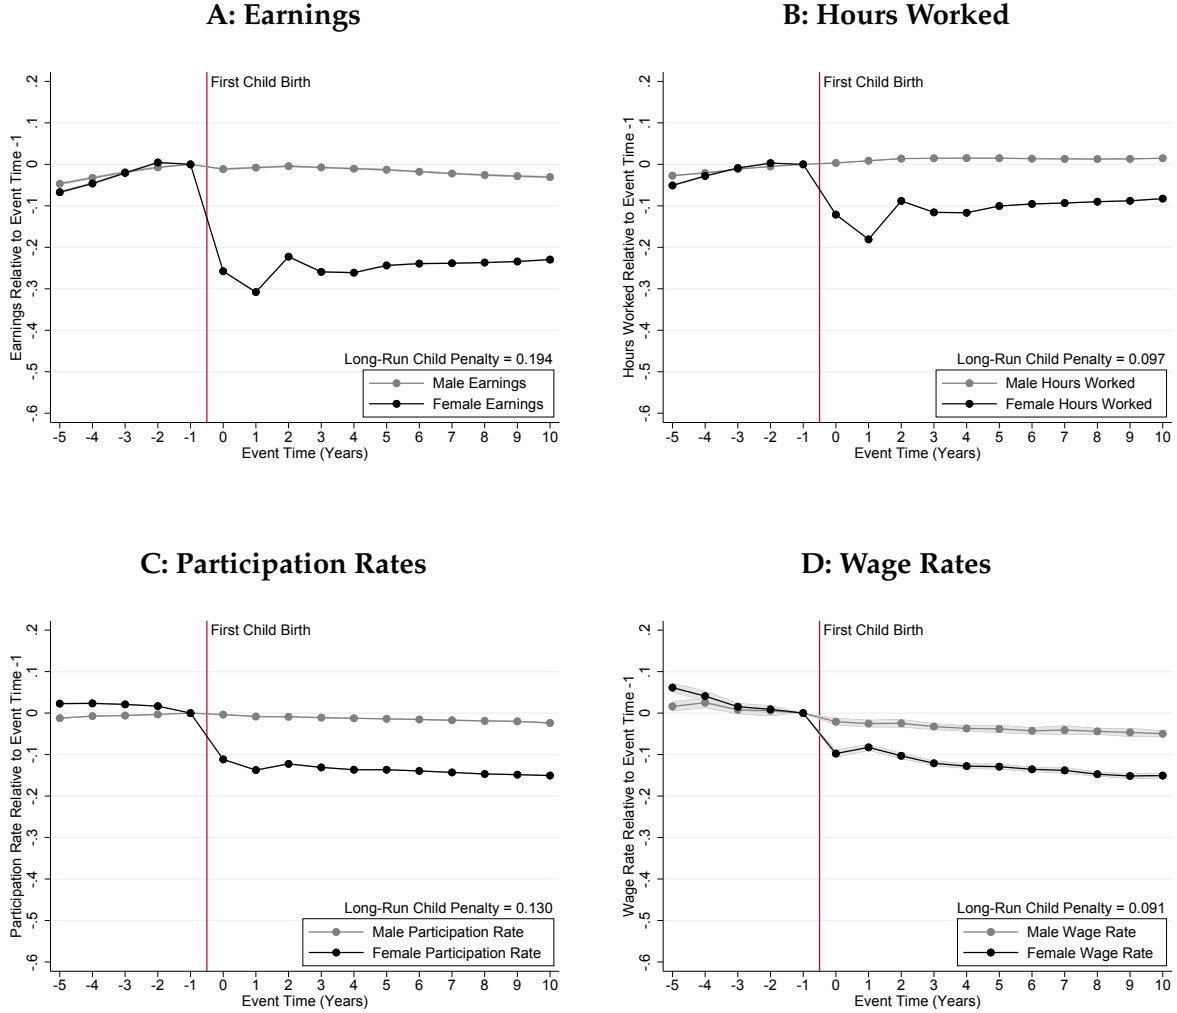 A: Earnings
Earnings Relative to Event Time -1
.2
.1
0
-.1
-.2
-.3
-.4
-.5
-.6
First Child Birth
Long-Run Child Penalty = 0.194
Male Earnings
Female Earnings
-5 -4 -3 -2 -1 0 1 2 3 4 5 6 7 8 9 10
Event Time (Years)
B: Hours Worked
Hours Worked Relative to Event Time -1
.2
.1
0
-.1
-.2
-.3
-.4
-.5
-.6
First Child Birth
Long-Run Child Penalty = 0.097
Male Hours Worked
Female Hours Worked
-5 -4 -3 -2 -1 0 1 2 3 4 5 6 7 8 9 10
Event Time (Years)
C: Participation Rates
Participation Rate Relative to Event Time -1
.2
.1
0
-.1
-.2
-.3
-.4
-.5
-.6
First Child Birth
Long-Run Child Penalty = 0.130
Male Participation Rate
Female Participation Rate
-5 -4 -3 -2 -1 0 1 2 3 4 5 6 7 8 9 10
Event Time (Years)
D: Wage Rates
Wage Rate Relative to Event Time -1
.2
.1
0
-.1
-.2
-.3
-.4
-.5
-.6
First Child Birth
Long-Run Child Penalty = 0.091
Male Wage Rate
Female Wage Rate
-5 -4 -3 -2 -1 0 1 2 3 4 5 6 7 8 9 10
Event Time (Years)